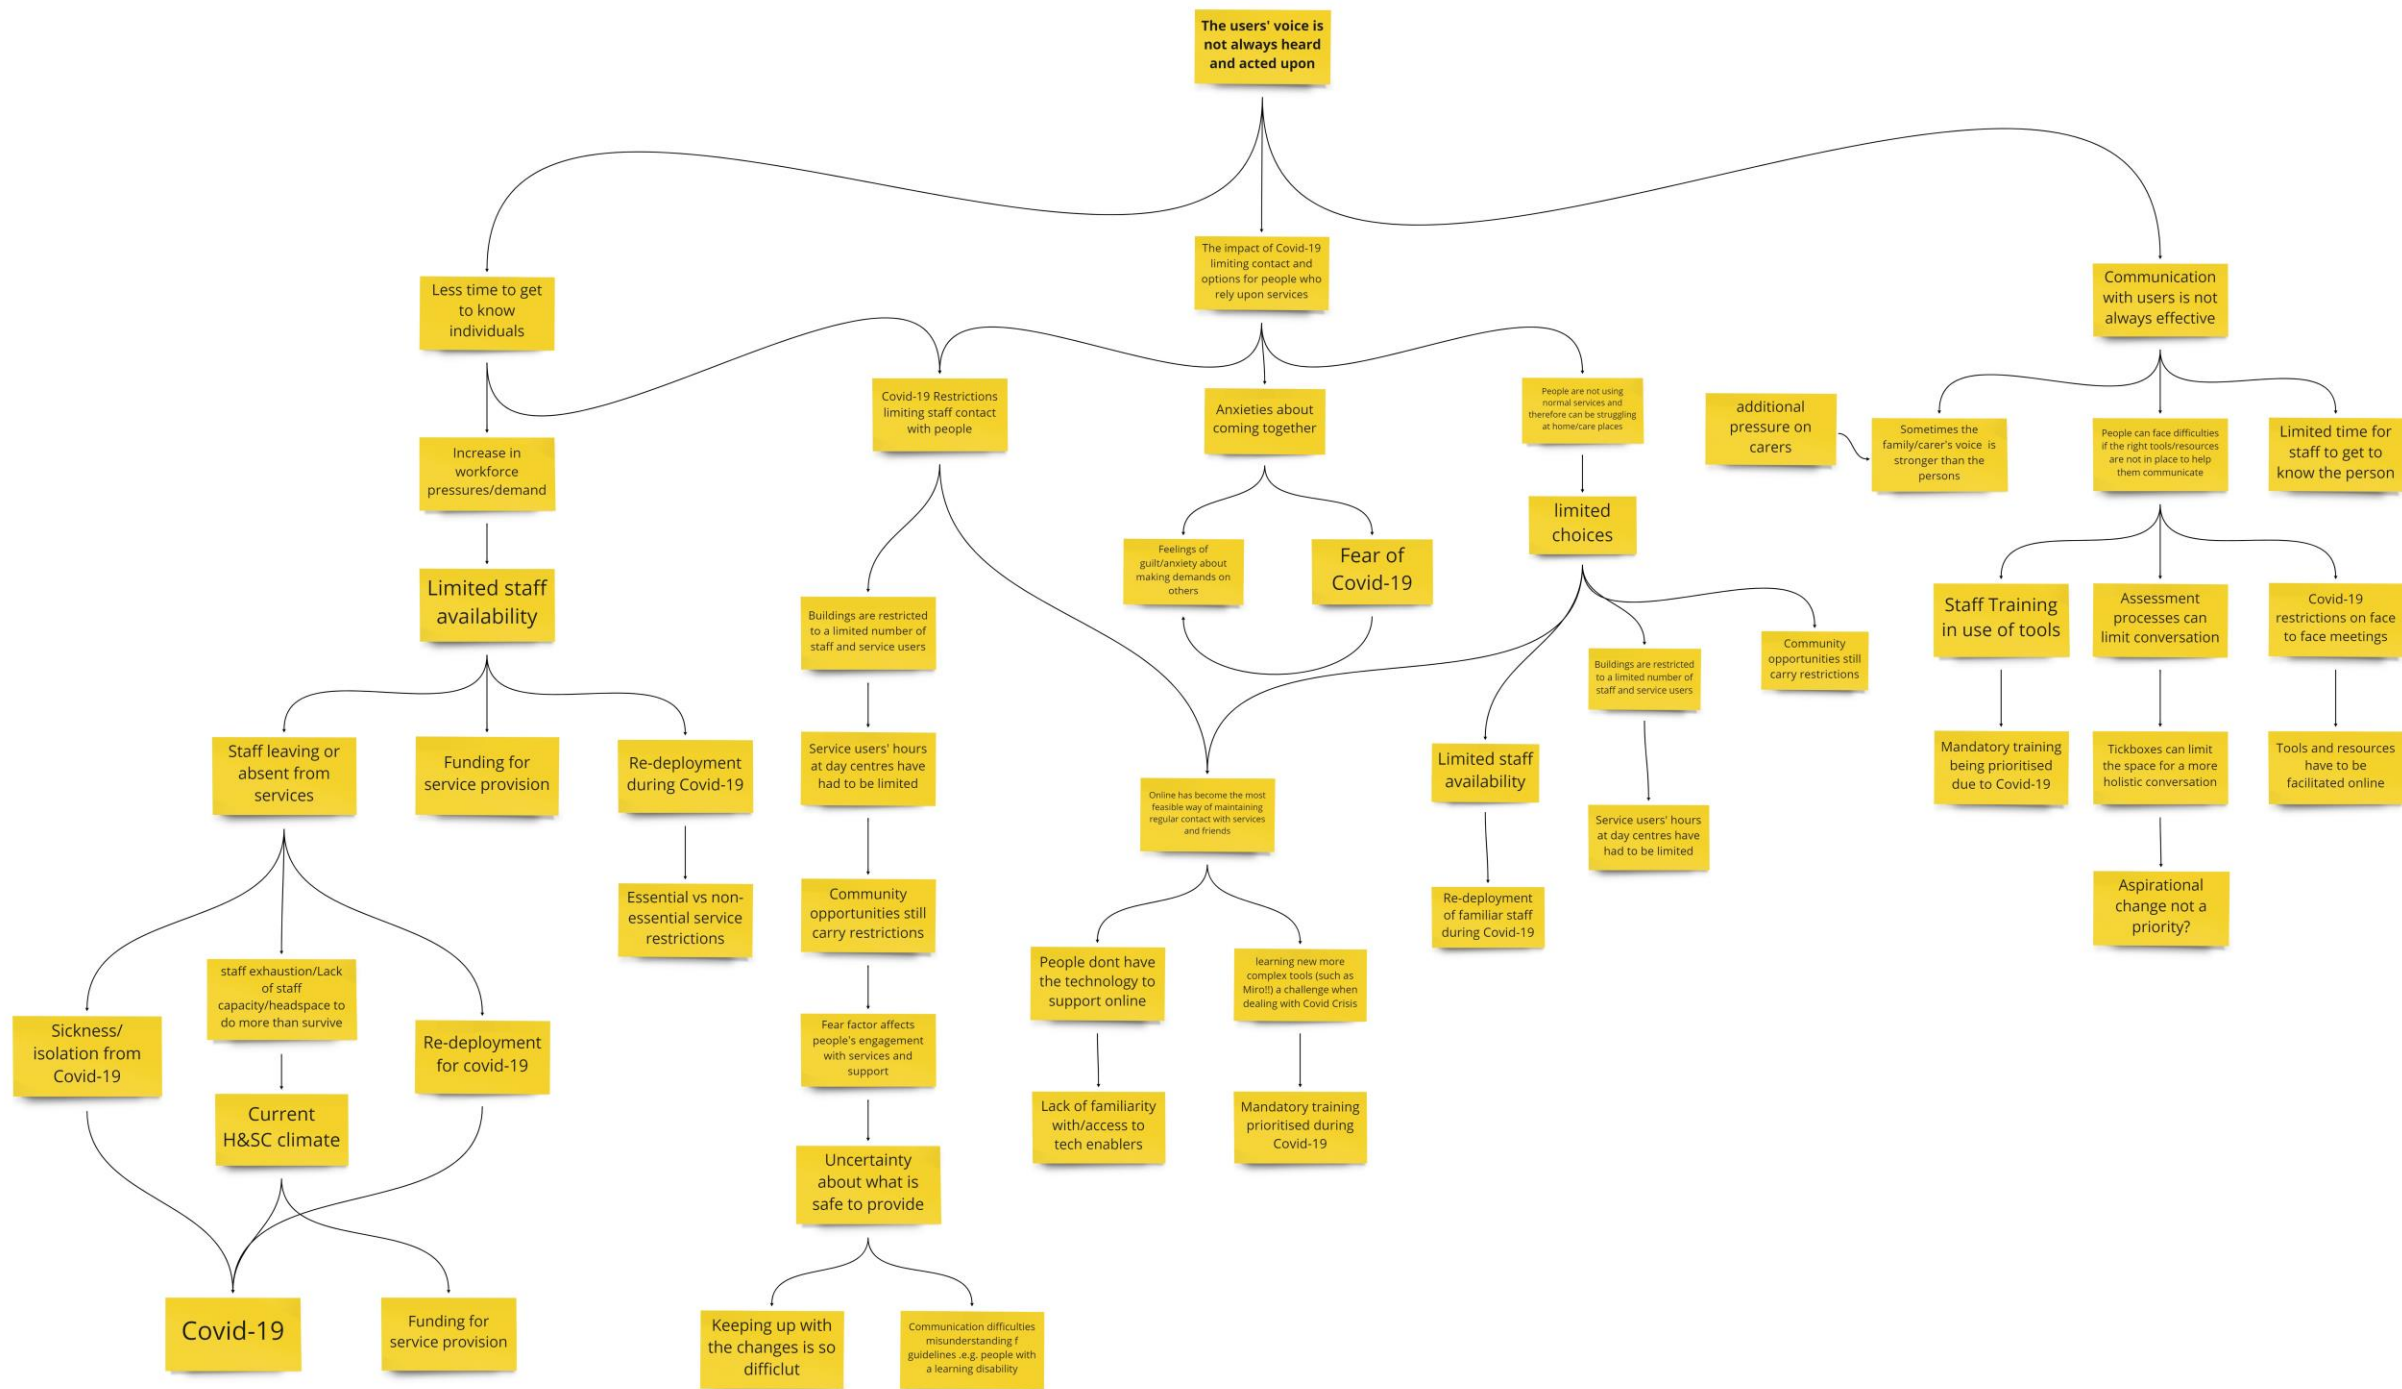 The users' voice is
not always heard
and acted upon
Less time to get
to know
individuals
The impact of Covid-19
limiting contact and
options for people who
rely upon services
Communication
with users is not
always effective
Increase in
workforce
pressures/demand
Covid-19 Restrictions
limiting staff contact
with people
Anxieties about
coming together
People are not using
normal services and
therefore can be struggling
at home/care places
additional
pressure on
carers
Sometimes the
family/carer's voice is
stronger than the
persons
People can face difficulties
if the right tools/resources
are not in place to help
them communicate
Limited time for
staff to get to
know the person
Limited staff
availability
Feelings of
guilt/anxiety about
making demands on
others
Fear of
Covid-19
limited
choices
Buildings are restricted
to a limited number of
staff and service users
Buildings are restricted
to a limited number of
staff and service users
Community
opportunities still
carry restrictions
Staff Training
in use of tools
Assessment
processes can
limit conversation
Covid-19
restrictions on face
to face meetings
Staff leaving or
absent from
services
Funding for
service provision
Re-deployment
during Covid-19
Service users' hours
at day centres have
had to be limited
Online has become the most
feasible way of maintaining
regular contact with services
and friends
Limited staff
availability
Service users' hours
at day centres have
had to be limited
Mandatory training
being prioritised
due to Covid-19
Tickboxes can limit
the space for a more
holistic conversation
Tools and resources
have to be
facilitated online
Essential vs non-
essential service
restrictions
Community
opportunities still
carry restrictions
People dont have
the technology to
support online
learning new more
complex tools (such as
Miro!!) a challenge when
dealing with Covid Crisis
Re-deployment
of familiar staff
during Covid-19
Aspirational
change not a
priority?
Sickness/
isolation from
Covid-19
staff exhaustion/Lack
of staff
capacity/headspace to
do more than survive
Re-deployment
for covid-19
Fear factor affects
people's engagement
with services and
support
Lack of familiarity
with/access to
tech enablers
Mandatory training
prioritised during
Covid-19
Current
H&SC climate
Uncertainty
about what is
safe to provide
Covid-19
Funding for
service provision
Keeping up with
the changes is so
difficlut
Communication difficulties
misunderstanding f
guidelines .e.g. people with
a learning disability